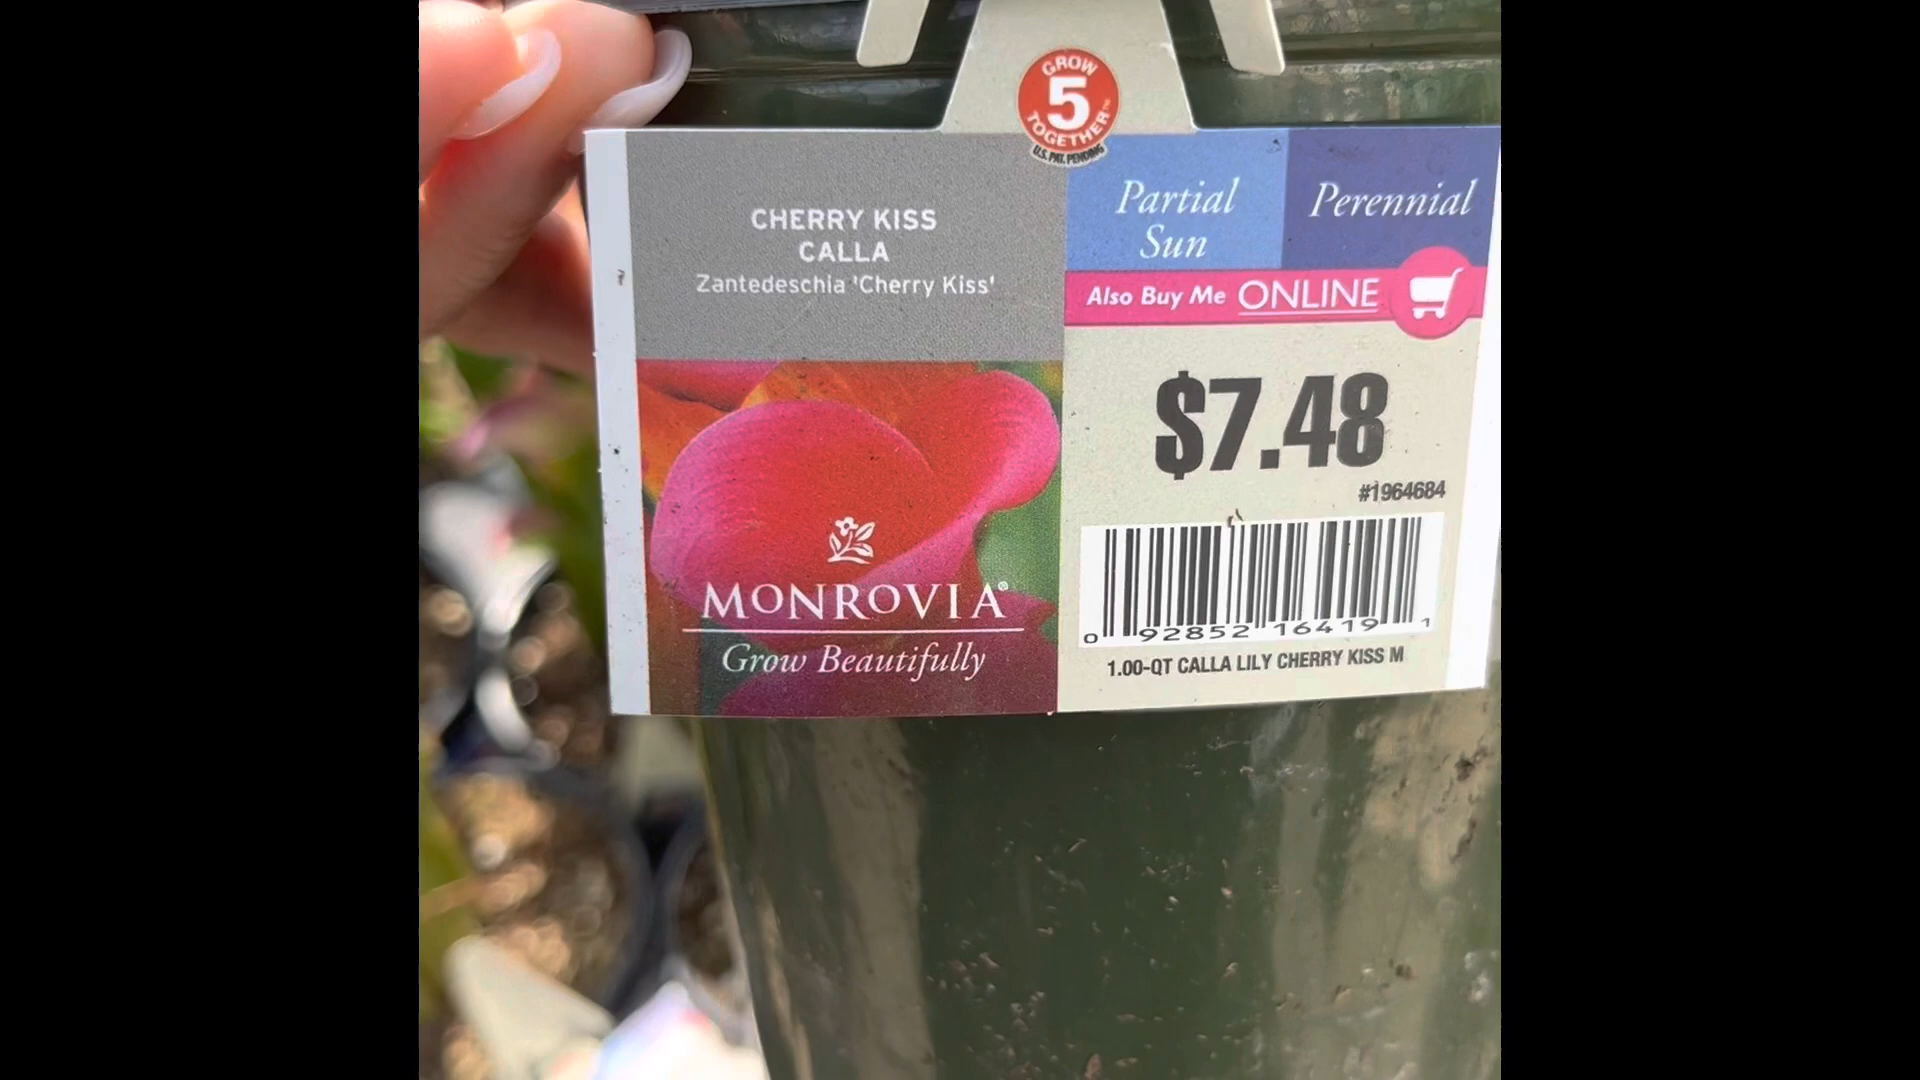 GROW
5
TOGETHER™
U.S. PAT. PENDING
CHERRY KISS
CALLA
Zantedeschia 'Cherry Kiss'
Partial
Sun
Perennial
Also Buy Me ONLINE
$7.48
#1964684
MONROVIA®
Grow Beautifully
0 92852 16419 1
1.00-QT CALLA LILY CHERRY KISS M